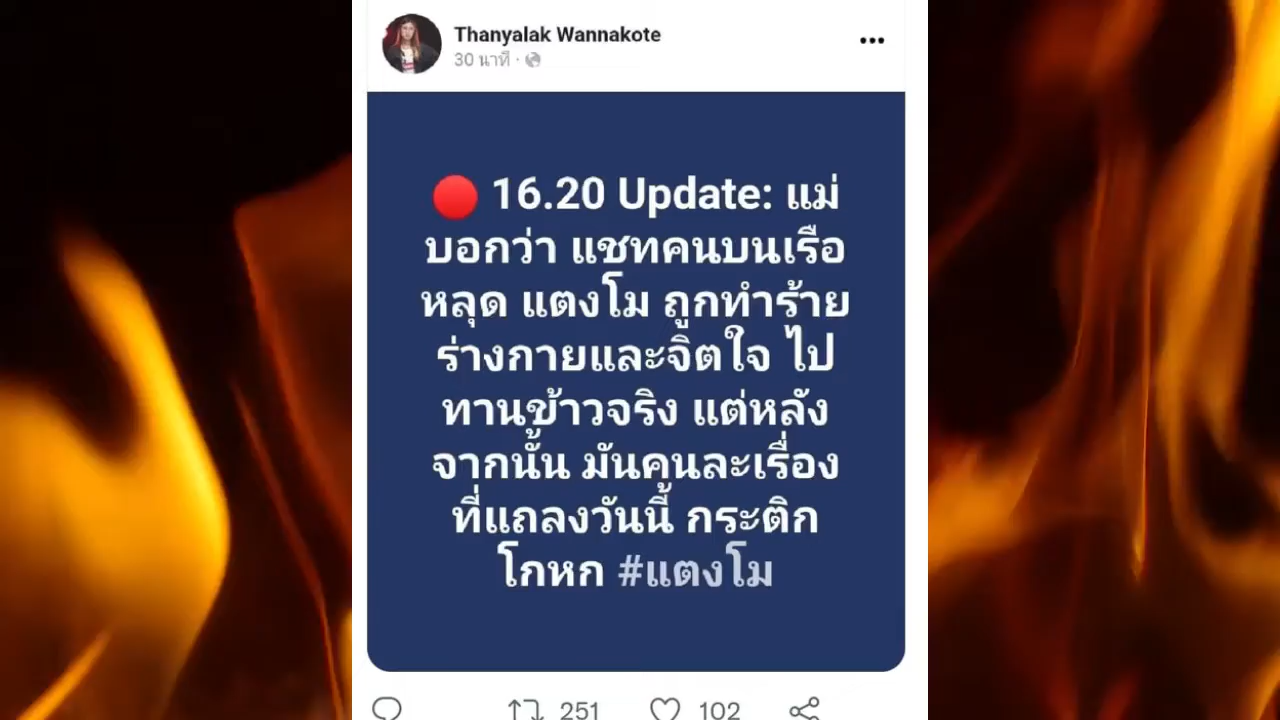 Thanyalak Wannakote
30 นาที ·
16.20 Update: แม่
บอกว่า แชทคนบนเรือ
หลุด แตงโม ถูกทำร้าย
ร่างกายและจิตใจ ไป
ทานข้าวจริง แต่หลัง
จากนั้น มันคนละเรื่อง
ที่แถลงวันนี้ กระติก
โกหก #แตงโม
251 102